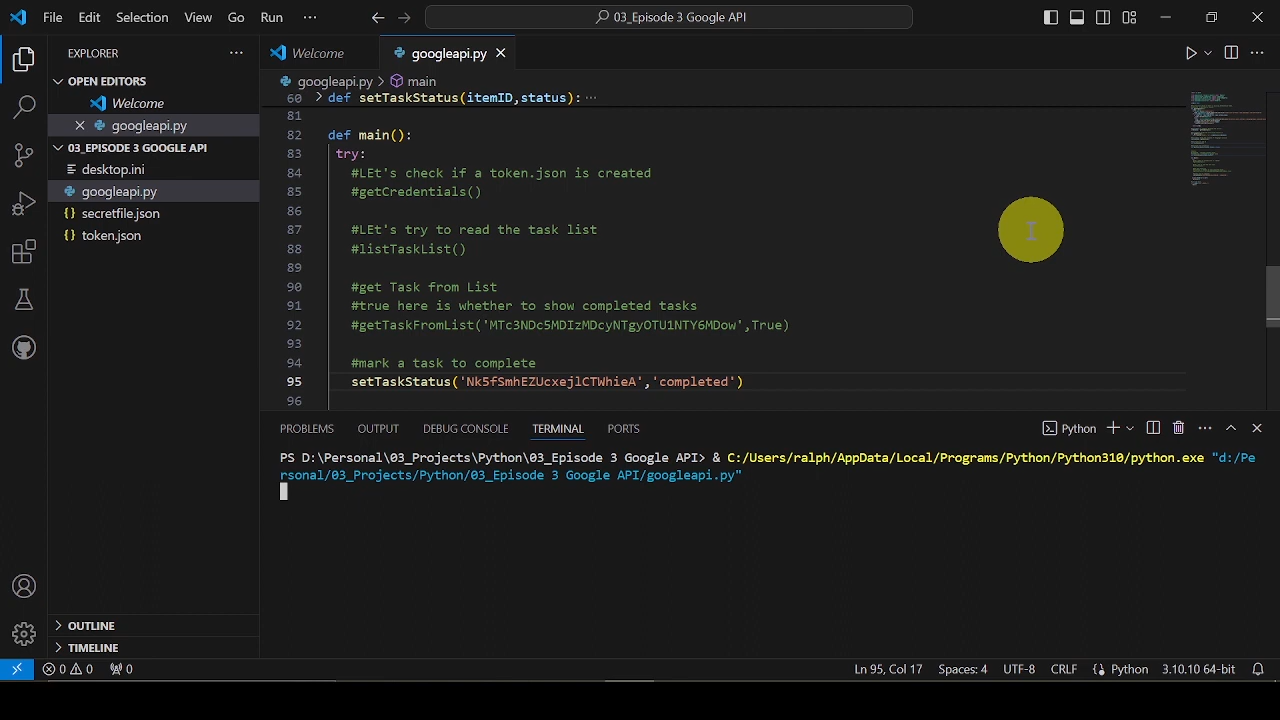 File Edit Selection View Go Run ··· 03_Episode 3 Google API
EXPLORER ···
OPEN EDITORS
Welcome
googleapi.py
03_EPISODE 3 GOOGLE API
desktop.ini
googleapi.py
secretfile.json
token.json
OUTLINE
TIMELINE
Welcome googleapi.py
googleapi.py > main
60 def setTaskStatus(itemID,status):···
81
82 def main():
83 try:
84 #LEt's check if a token.json is created
85 #getCredentials()
86
87 #LEt's try to read the task list
88 #listTaskList()
89
90 #get Task from List
91 #true here is whether to show completed tasks
92 #getTaskFromList('MTc3NDc5MDIzMDcyNTgyOTU1NTY6MDow',True)
93
94 #mark a task to complete
95 setTaskStatus('Nk5fSmhEZUcxejlCTWhieA','completed')
96
PROBLEMS OUTPUT DEBUG CONSOLE TERMINAL PORTS Python
PS D:\Personal\03_Projects\Python\03_Episode 3 Google API> & C:/Users/ralph/AppData/Local/Programs/Python/Python310/python.exe "d:/Pe
rsonal/03_Projects/Python/03_Episode 3 Google API/googleapi.py"
0 0 0 Ln 95, Col 17 Spaces: 4 UTF-8 CRLF Python 3.10.10 64-bit